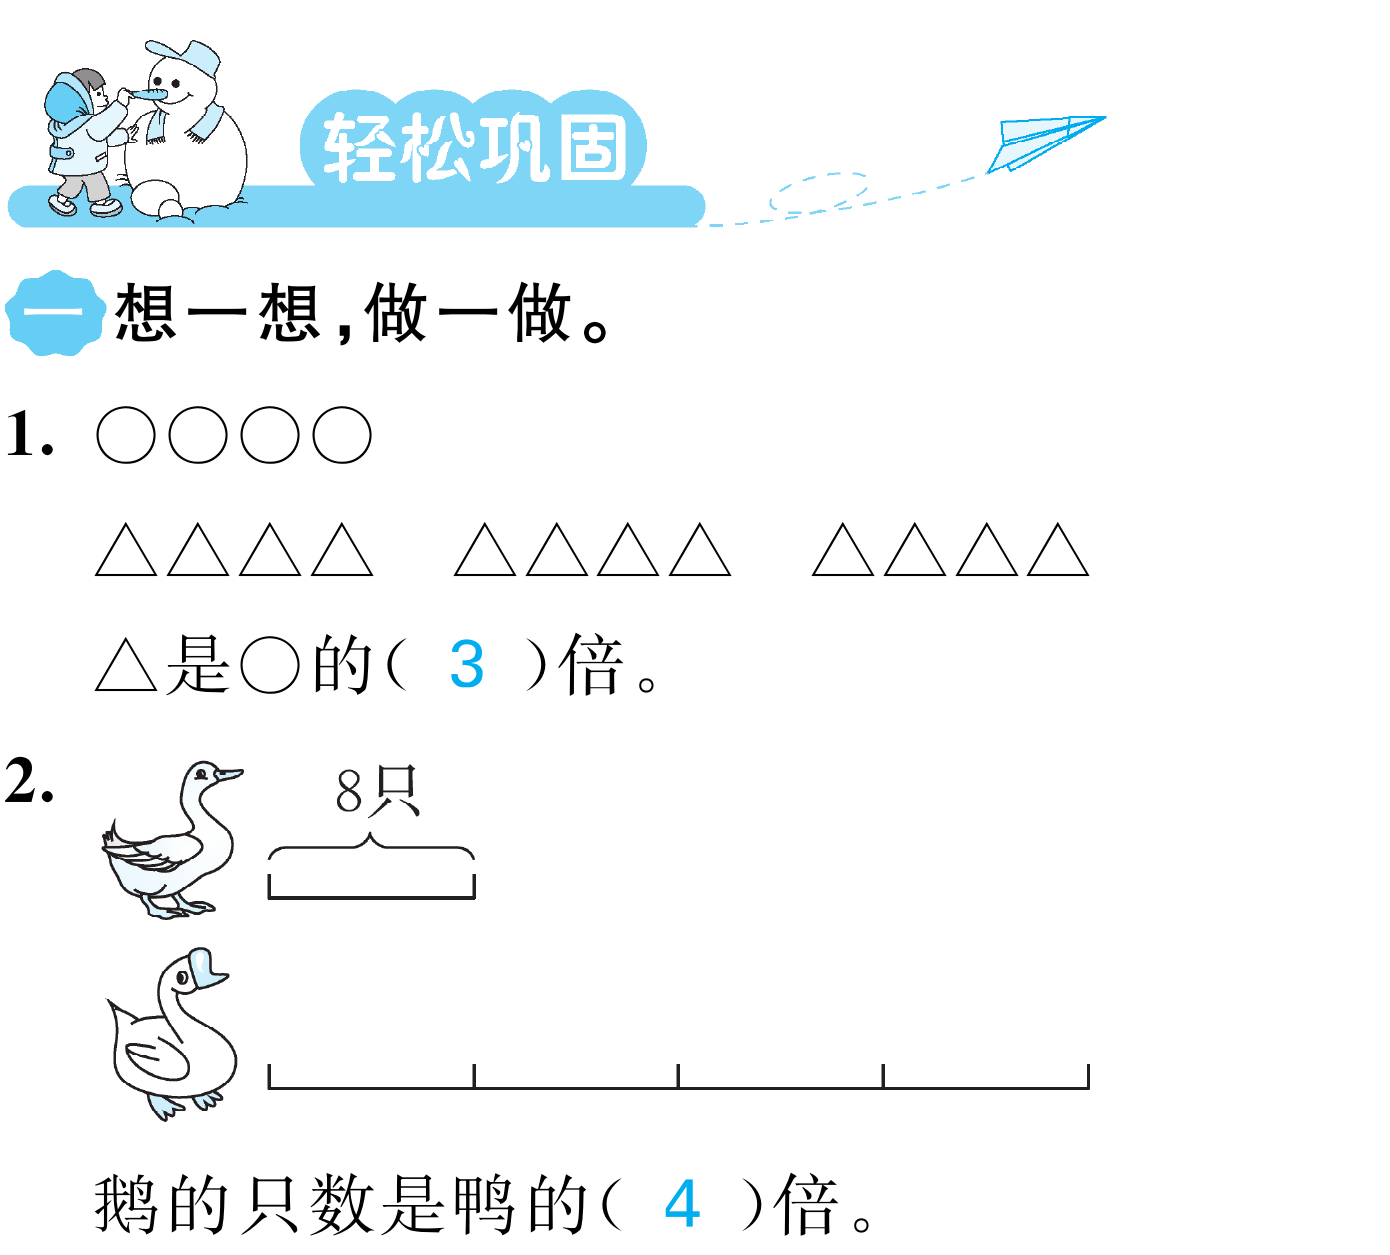 轻松巩固
一 想一想,做一做。
1. ○○○○
△△△△ △△△△ △△△△
△是○的( 3 )倍。
2. 8只
鹅的只数是鸭的( 4 )倍。